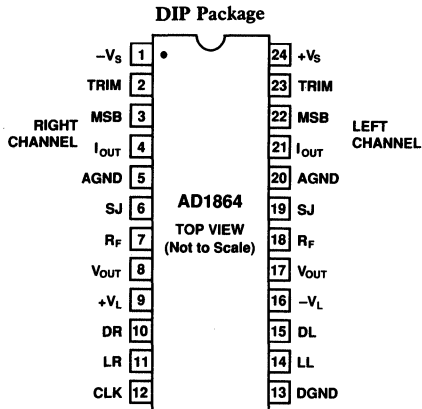 DIP Package
−VS 1 24 +VS
TRIM 2 23 TRIM
MSB 3 22 MSB
RIGHT CHANNEL
LEFT CHANNEL
IOUT 4 21 IOUT
AGND 5 20 AGND
AD1864
SJ 6 19 SJ
TOP VIEW
(Not to Scale)
RF 7 18 RF
VOUT 8 17 VOUT
+VL 9 16 −VL
DR 10 15 DL
LR 11 14 LL
CLK 12 13 DGND